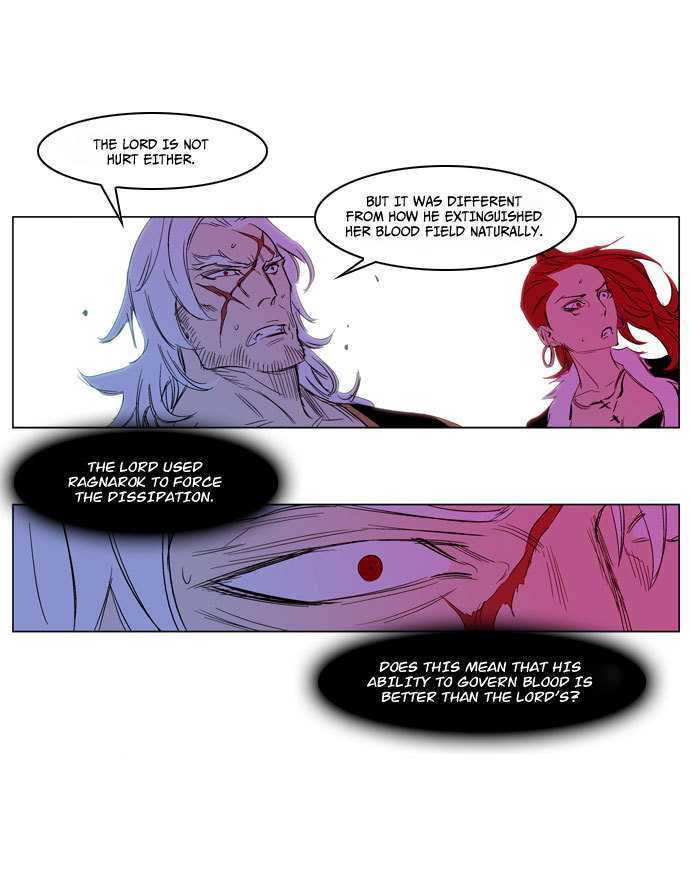 THE LORD IS NOT
HURT EITHER.
BUT IT WAS DIFFERENT
FROM HOW HE EXTINGUISHED
HER BLOOD FIELD NATURALLY.
THE LORD USED
RAGNAROK TO FORCE
THE DISSIPATION.
DOES THIS MEAN THAT HIS
ABILITY TO GOVERN BLOOD IS
BETTER THAN THE LORD'S?